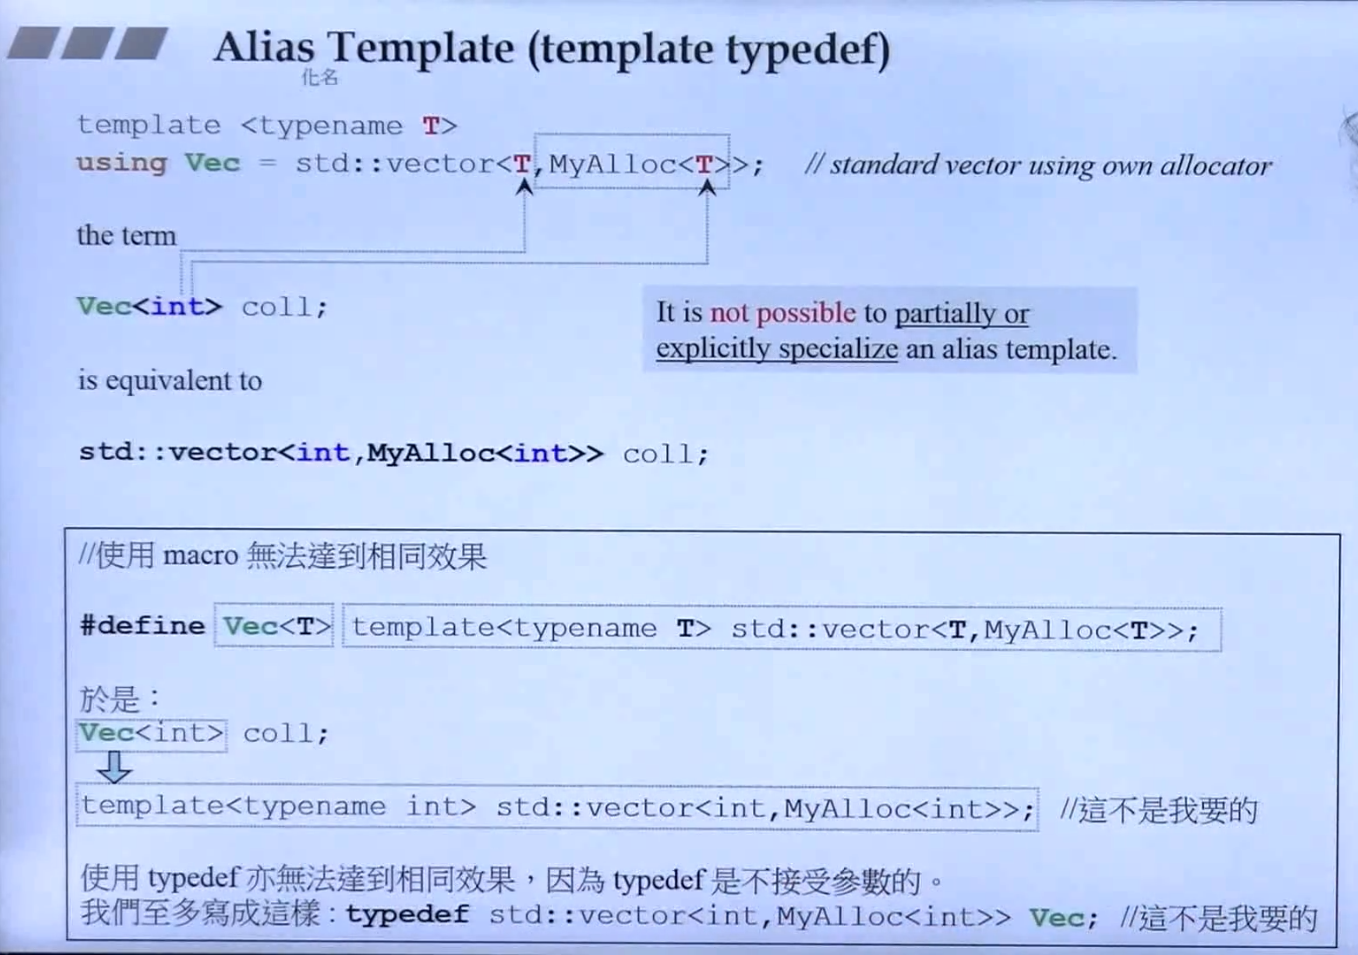 Alias Template (template typedef)
化名
template <typename T>
using Vec = std::vector<T,MyAlloc<T>>; // standard vector using own allocator
the term
Vec<int> coll;
It is not possible to partially or
explicitly specialize an alias template.
is equivalent to
std::vector<int,MyAlloc<int>> coll;
//使用 macro 無法達到相同效果
#define Vec<T> template<typename T> std::vector<T,MyAlloc<T>>;
於是：
Vec<int> coll;
template<typename int> std::vector<int,MyAlloc<int>>; //這不是我要的
使用 typedef 亦無法達到相同效果，因為 typedef 是不接受參數的。
我們至多寫成這樣：typedef std::vector<int,MyAlloc<int>> Vec; //這不是我要的